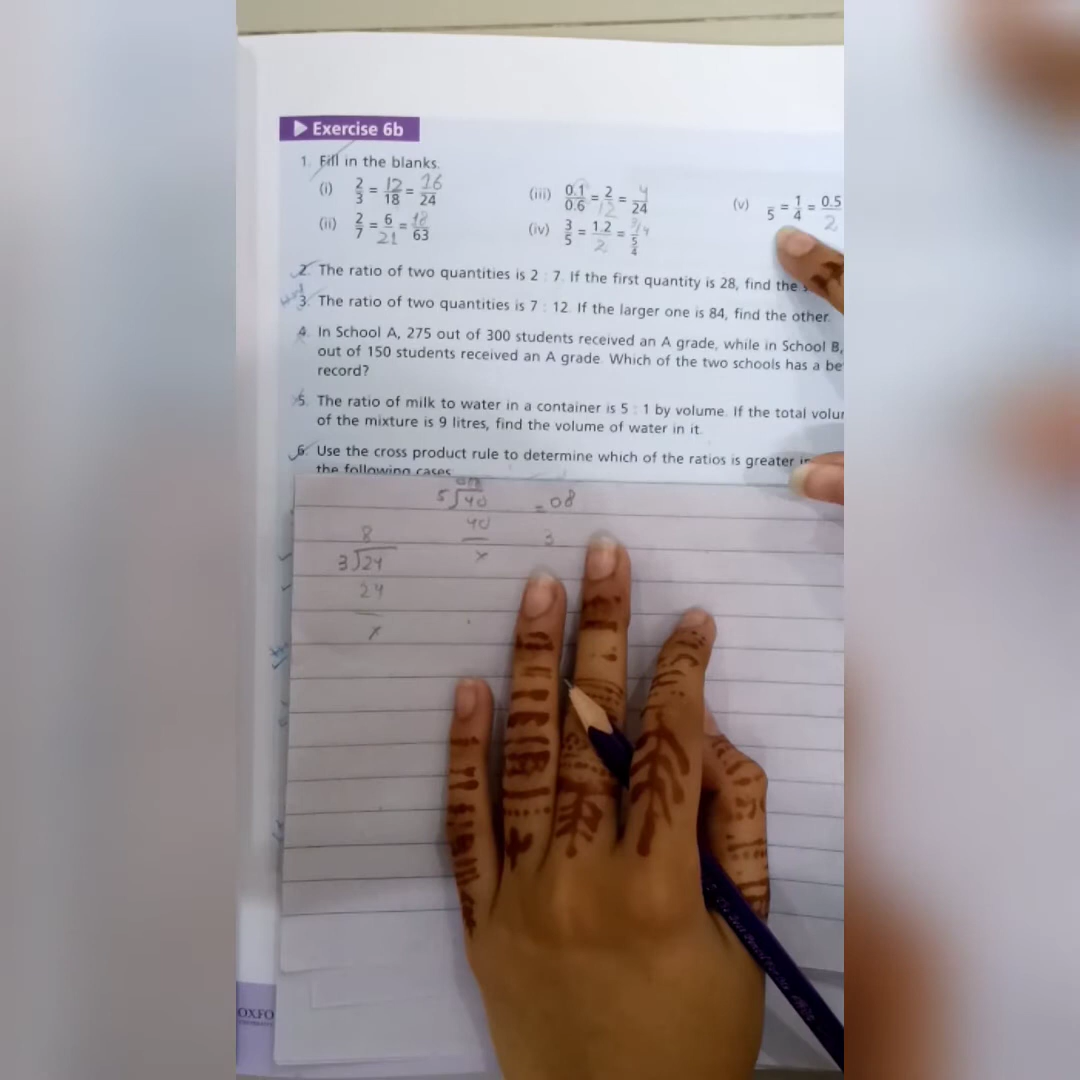 Exercise 6b
1. Fill in the blanks.
(i) 2/3 = 12/18 = 16/24
(iii) 0.1/0.6 = 2/12 = 4/24
(v) /5 = 1/4 = 0.5/2
(ii) 2/7 = 6/21 = 18/63
(iv) 3/5 = 1.2/2 =
2. The ratio of two quantities is 2 : 7. If the first quantity is 28, find the
3. The ratio of two quantities is 7 : 12. If the larger one is 84, find the other.
4. In School A, 275 out of 300 students received an A grade, while in School B,
out of 150 students received an A grade. Which of the two schools has a be
record?
5. The ratio of milk to water in a container is 5 : 1 by volume. If the total volu
of the mixture is 9 litres, find the volume of water in it.
6. Use the cross product rule to determine which of the ratios is greater in
the following cases
5 40 = 08
40 3
8 x
3 24
24
x
OXFO